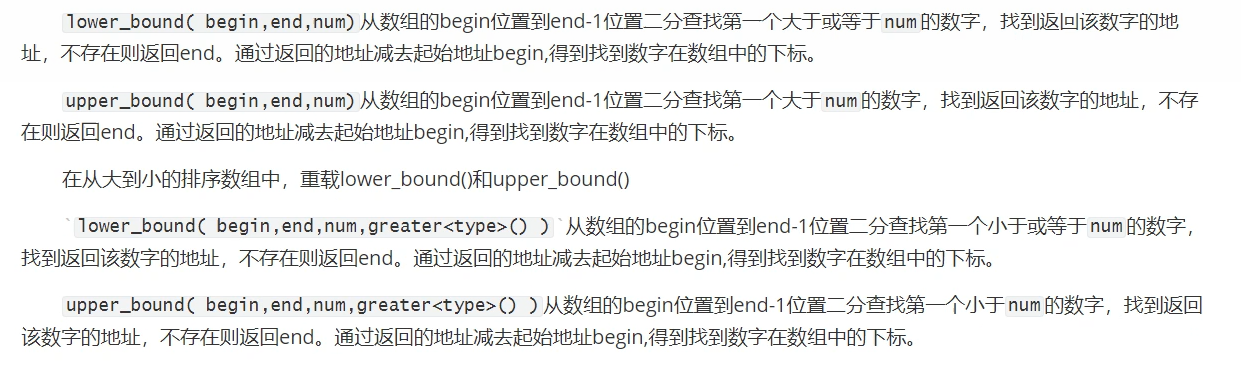 lower_bound( begin,end,num)从数组的begin位置到end-1位置二分查找第一个大于或等于num的数字，找到返回该数字的地
址，不存在则返回end。通过返回的地址减去起始地址begin,得到找到数字在数组中的下标。
upper_bound( begin,end,num)从数组的begin位置到end-1位置二分查找第一个大于num的数字，找到返回该数字的地址，不存
在则返回end。通过返回的地址减去起始地址begin,得到找到数字在数组中的下标。
在从大到小的排序数组中，重载lower_bound()和upper_bound()
`lower_bound( begin,end,num,greater<type>() )`从数组的begin位置到end-1位置二分查找第一个小于或等于num的数字，
找到返回该数字的地址，不存在则返回end。通过返回的地址减去起始地址begin,得到找到数字在数组中的下标。
upper_bound( begin,end,num,greater<type>() )从数组的begin位置到end-1位置二分查找第一个小于num的数字，找到返回
该数字的地址，不存在则返回end。通过返回的地址减去起始地址begin,得到找到数字在数组中的下标。